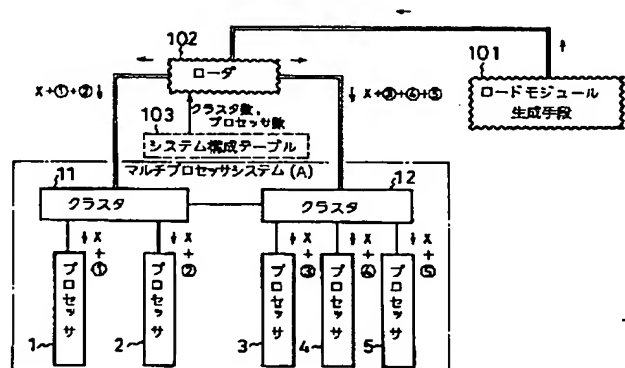 102
ローダ
101
ロードモジュール
生成手段
X+①+②
X+③+④+⑤
クラスタ数、
プロセッサ数
103
システム構成テーブル
マルチプロセッサシステム(A)
11
クラスタ
12
クラスタ
X
+
①
X
+
②
X
+
③
X
+
④
X
+
⑤
プロセッサ
プロセッサ
プロセッサ
プロセッサ
プロセッサ
1
2
3
4
5